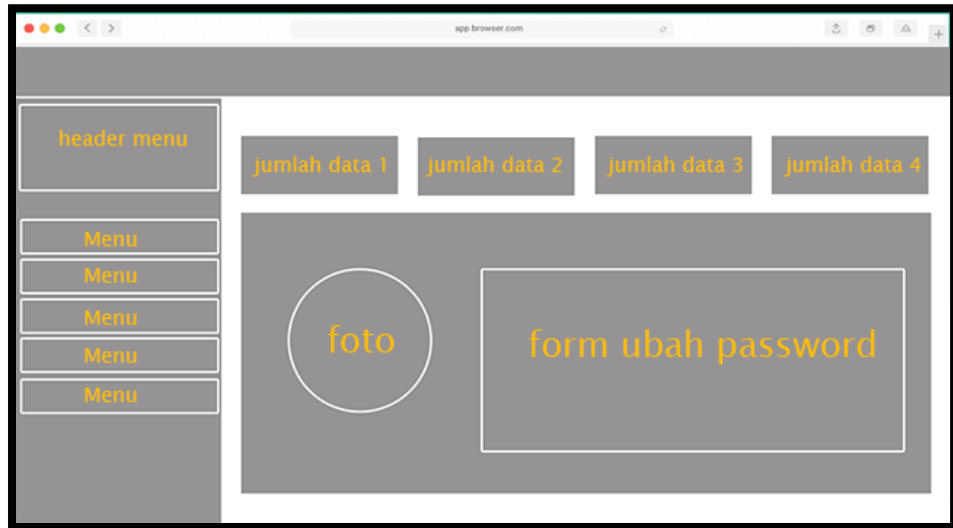 app.browser.com
header menu
jumlah data 1
jumlah data 2
jumlah data 3
jumlah data 4
Menu
Menu
Menu
Menu
Menu
foto
form ubah password